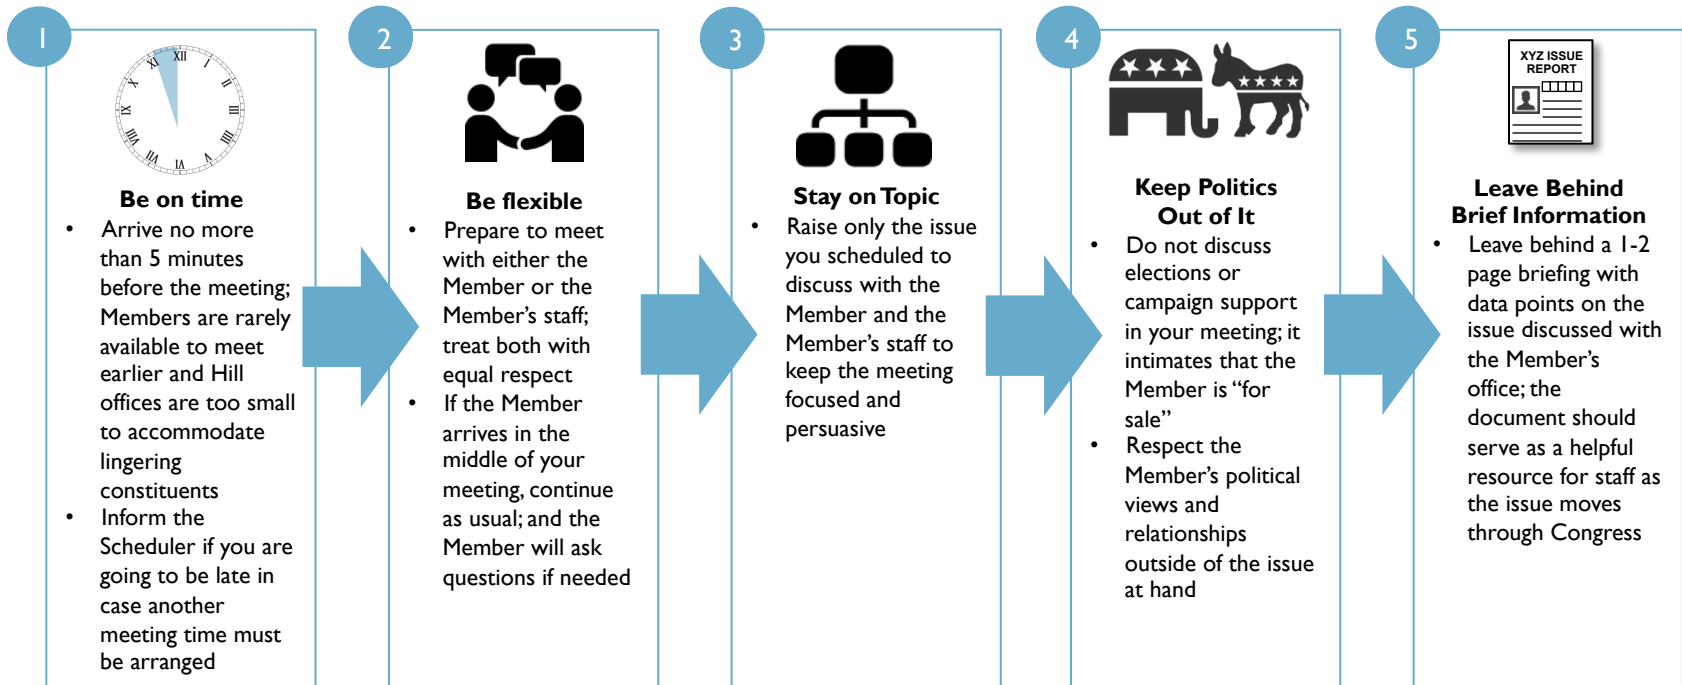 1
XII
I
II
III
IIII
V
VI
VII
VIII
IX
X
XI
Be on time
• Arrive no more
than 5 minutes
before the meeting;
Members are rarely
available to meet
earlier and Hill
offices are too small
to accommodate
lingering
constituents
• Inform the
Scheduler if you are
going to be late in
case another
meeting time must
be arranged
2
Be flexible
• Prepare to meet
with either the
Member or the
Member’s staff;
treat both with
equal respect
• If the Member
arrives in the
middle of your
meeting, continue
as usual; and the
Member will ask
questions if needed
3
Stay on Topic
• Raise only the issue
you scheduled to
discuss with the
Member and the
Member’s staff to
keep the meeting
focused and
persuasive
4
Keep Politics
Out of It
• Do not discuss
elections or
campaign support
in your meeting; it
intimates that the
Member is “for
sale”
• Respect the
Member’s political
views and
relationships
outside of the issue
at hand
5
XYZ ISSUE
REPORT
Leave Behind
Brief Information
• Leave behind a 1-2
page briefing with
data points on the
issue discussed with
the Member’s
office; the
document should
serve as a helpful
resource for staff as
the issue moves
through Congress